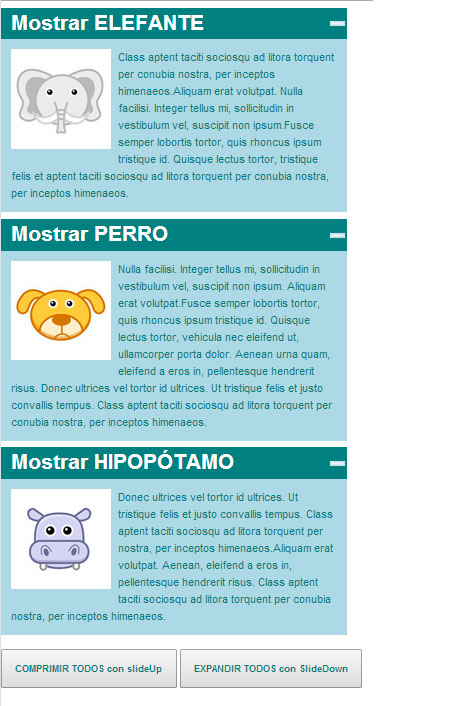 Mostrar ELEFANTE
Class aptent taciti sociosqu ad litora torquent
per conubia nostra, per inceptos
himenaeos.Aliquam erat volutpat. Nulla
facilisi. Integer tellus mi, sollicitudin in
vestibulum vel, suscipit non ipsum.Fusce
semper lobortis tortor, quis rhoncus ipsum
tristique id. Quisque lectus tortor, tristique
felis et aptent taciti sociosqu ad litora torquent per conubia nostra,
per inceptos himenaeos.
Mostrar PERRO
Nulla facilisi. Integer tellus mi, sollicitudin in
vestibulum vel, suscipit non ipsum. Aliquam
erat volutpat.Fusce semper lobortis tortor,
quis rhoncus ipsum tristique id. Quisque
lectus tortor, vehicula nec eleifend ut,
ullamcorper porta dolor. Aenean urna quam,
eleifend a eros in, pellentesque hendrerit
risus. Donec ultrices vel tortor id ultrices. Ut tristique felis et justo
convallis tempus. Class aptent taciti sociosqu ad litora torquent per
conubia nostra, per inceptos himenaeos.
Mostrar HIPOPÓTAMO
Donec ultrices vel tortor id ultrices. Ut
tristique felis et justo convallis tempus. Class
aptent taciti sociosqu ad litora torquent per
nostra, per inceptos himenaeos.Aliquam erat
volutpat. Aenean, eleifend a eros in,
pellentesque hendrerit risus. Class aptent
taciti sociosqu ad litora torquent per conubia
nostra, per inceptos himenaeos.
COMPRIMIR TODOS con slideUp
EXPANDIR TODOS con SlideDown